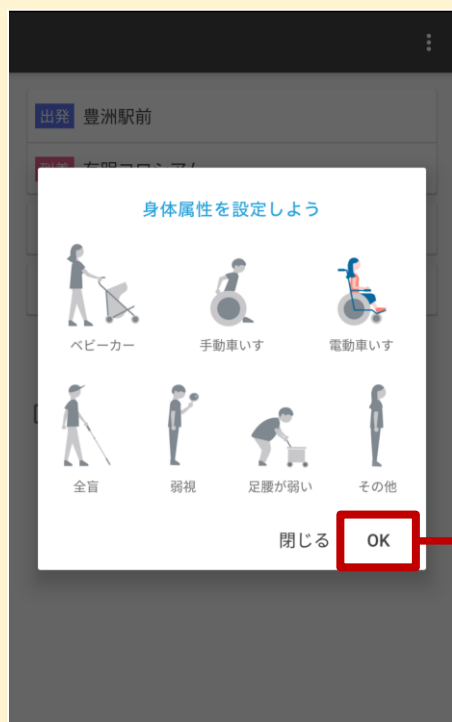 出発 豊洲駅前
身体属性を設定しよう
ベビーカー 手動車いす 電動車いす
全盲 弱視 足腰が弱い その他
閉じる OK